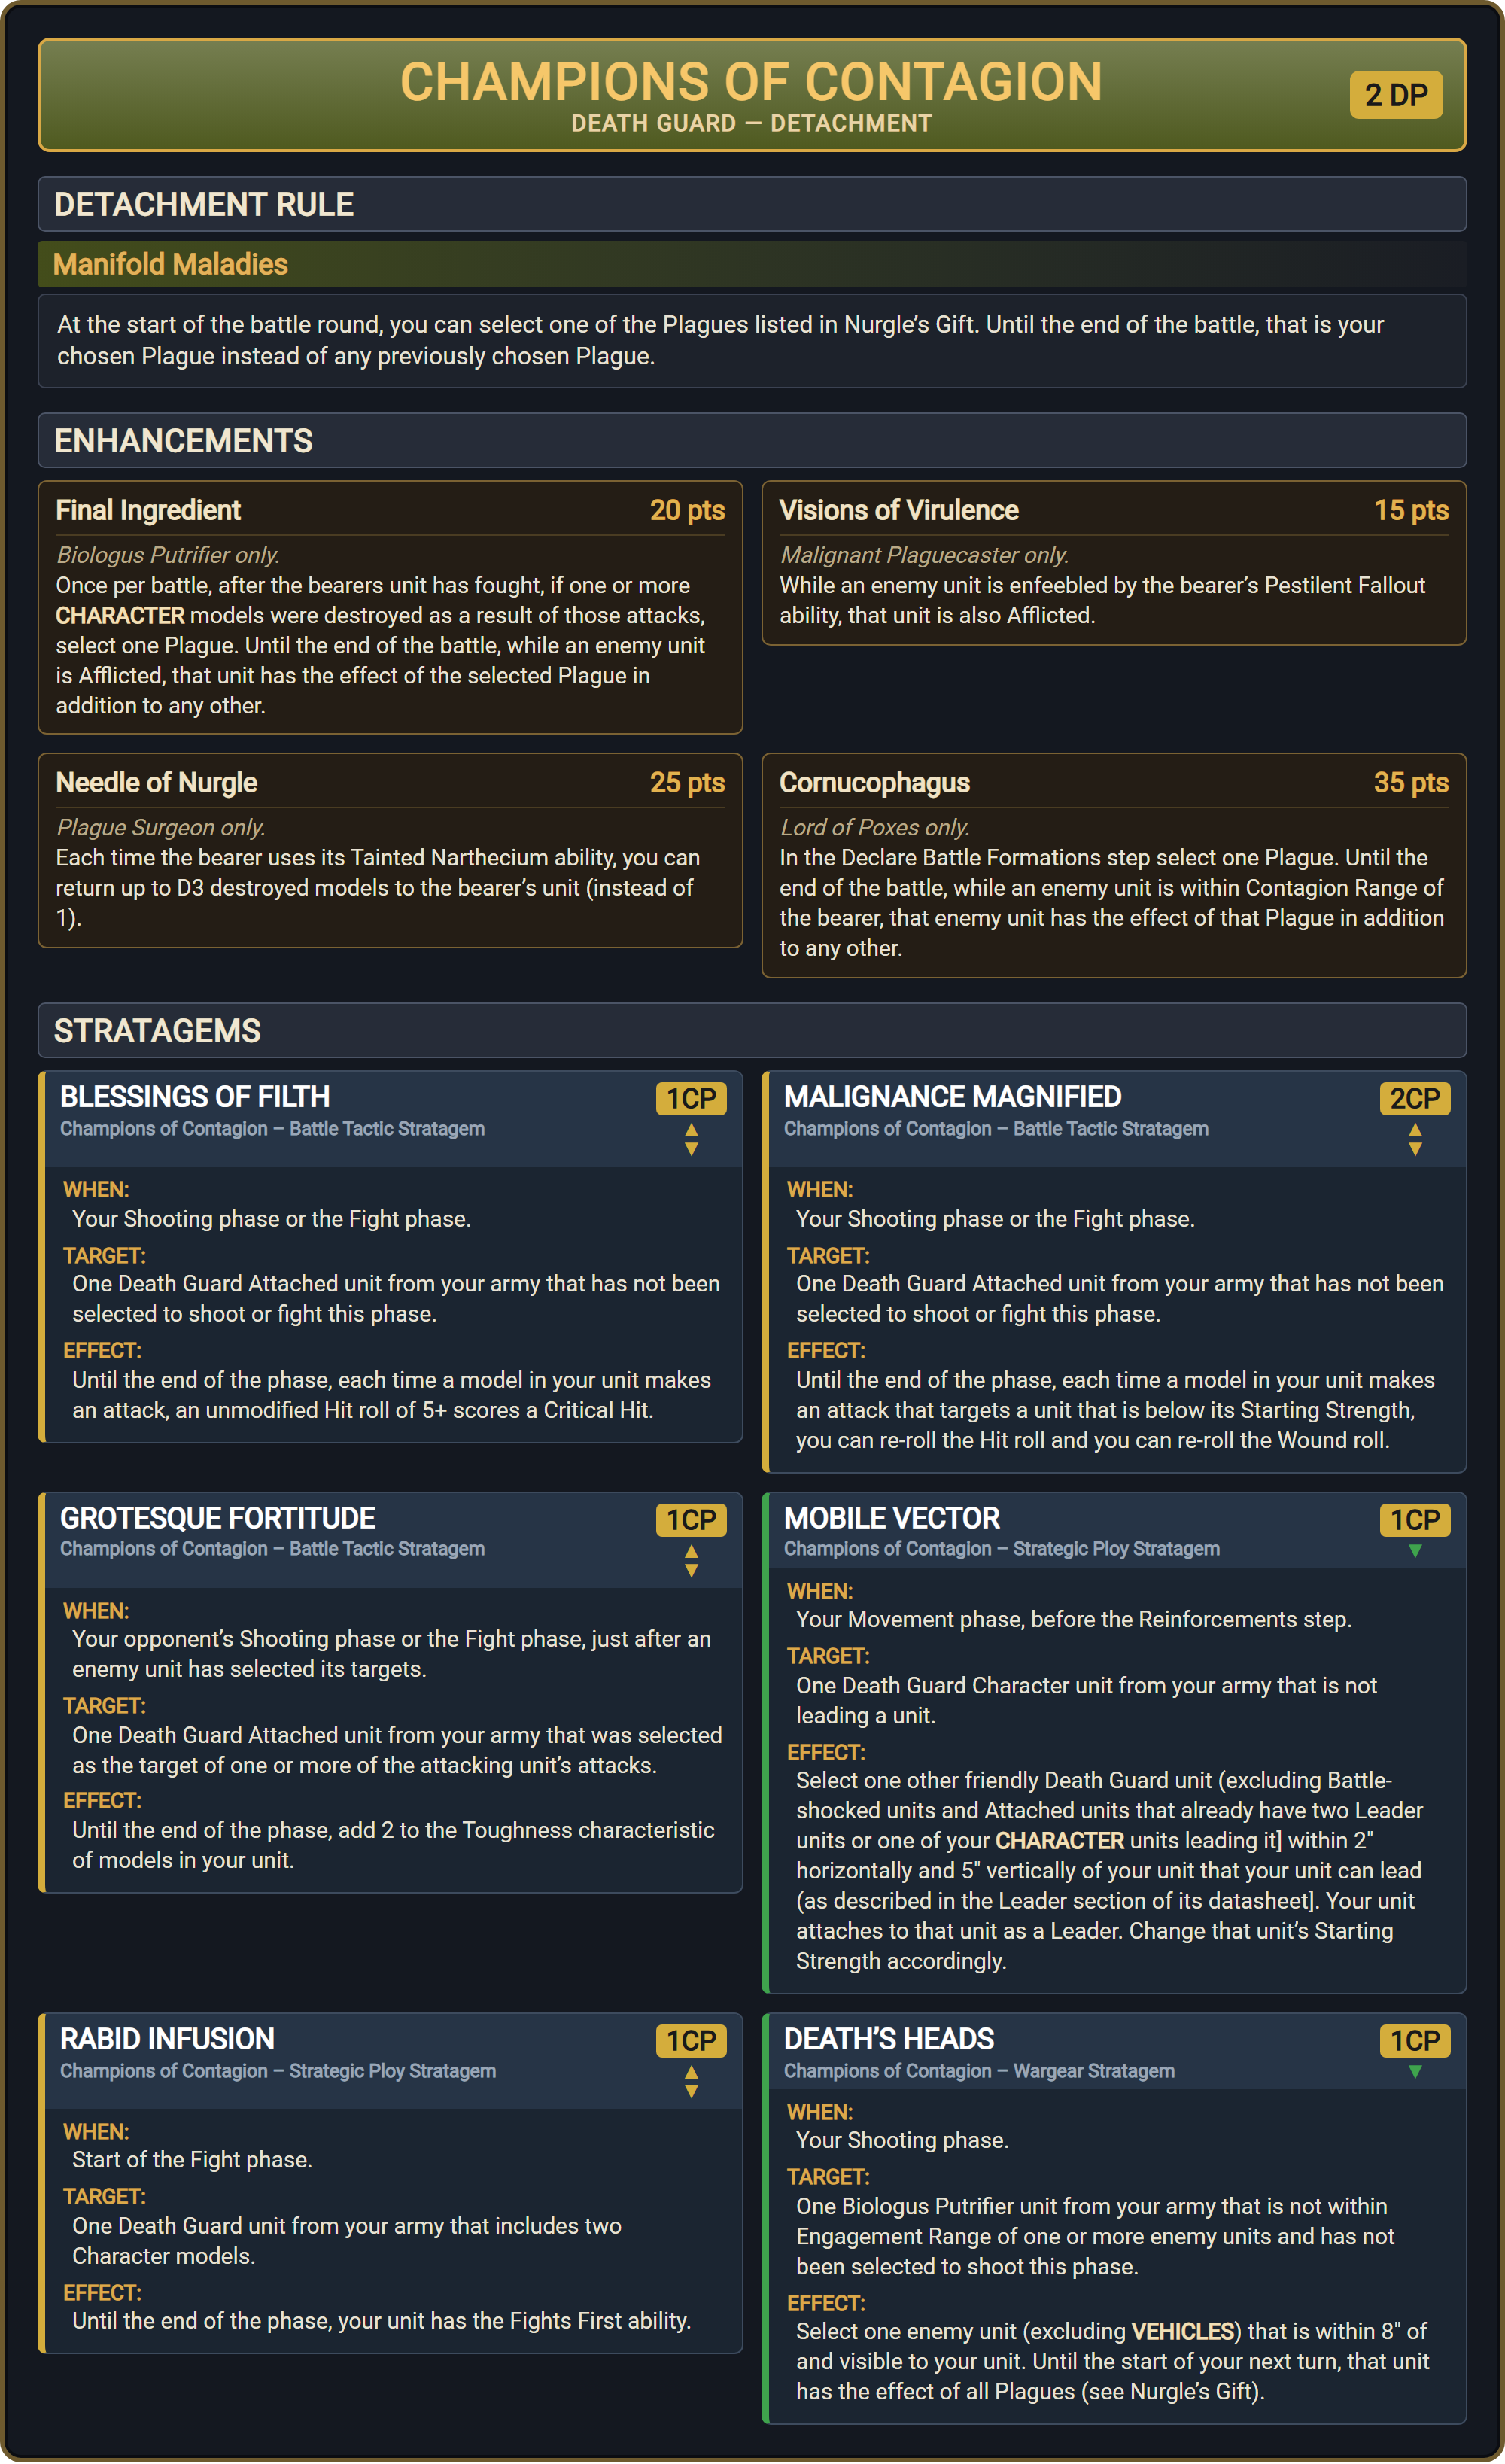 CHAMPIONS OF CONTAGION
DEATH GUARD — DETACHMENT
2 DP
DETACHMENT RULE
Manifold Maladies
At the start of the battle round, you can select one of the Plagues listed in Nurgle’s Gift. Until the end of the battle, that is your
chosen Plague instead of any previously chosen Plague.
ENHANCEMENTS
Final Ingredient
20 pts
Biologus Putrifier only.
Once per battle, after the bearers unit has fought, if one or more
CHARACTER models were destroyed as a result of those attacks,
select one Plague. Until the end of the battle, while an enemy unit
is Afflicted, that unit has the effect of the selected Plague in
addition to any other.
Visions of Virulence
15 pts
Malignant Plaguecaster only.
While an enemy unit is enfeebled by the bearer’s Pestilent Fallout
ability, that unit is also Afflicted.
Needle of Nurgle
25 pts
Plague Surgeon only.
Each time the bearer uses its Tainted Narthecium ability, you can
return up to D3 destroyed models to the bearer’s unit (instead of
1).
Cornucophagus
35 pts
Lord of Poxes only.
In the Declare Battle Formations step select one Plague. Until the
end of the battle, while an enemy unit is within Contagion Range of
the bearer, that enemy unit has the effect of that Plague in addition
to any other.
STRATAGEMS
BLESSINGS OF FILTH
1CP
Champions of Contagion – Battle Tactic Stratagem
WHEN:
Your Shooting phase or the Fight phase.
TARGET:
One Death Guard Attached unit from your army that has not been
selected to shoot or fight this phase.
EFFECT:
Until the end of the phase, each time a model in your unit makes
an attack, an unmodified Hit roll of 5+ scores a Critical Hit.
MALIGNANCE MAGNIFIED
2CP
Champions of Contagion – Battle Tactic Stratagem
WHEN:
Your Shooting phase or the Fight phase.
TARGET:
One Death Guard Attached unit from your army that has not been
selected to shoot or fight this phase.
EFFECT:
Until the end of the phase, each time a model in your unit makes
an attack that targets a unit that is below its Starting Strength,
you can re-roll the Hit roll and you can re-roll the Wound roll.
GROTESQUE FORTITUDE
1CP
Champions of Contagion – Battle Tactic Stratagem
WHEN:
Your opponent’s Shooting phase or the Fight phase, just after an
enemy unit has selected its targets.
TARGET:
One Death Guard Attached unit from your army that was selected
as the target of one or more of the attacking unit’s attacks.
EFFECT:
Until the end of the phase, add 2 to the Toughness characteristic
of models in your unit.
MOBILE VECTOR
1CP
Champions of Contagion – Strategic Ploy Stratagem
WHEN:
Your Movement phase, before the Reinforcements step.
TARGET:
One Death Guard Character unit from your army that is not
leading a unit.
EFFECT:
Select one other friendly Death Guard unit (excluding Battle-
shocked units and Attached units that already have two Leader
units or one of your CHARACTER units leading it] within 2"
horizontally and 5" vertically of your unit that your unit can lead
(as described in the Leader section of its datasheet]. Your unit
attaches to that unit as a Leader. Change that unit’s Starting
Strength accordingly.
RABID INFUSION
1CP
Champions of Contagion – Strategic Ploy Stratagem
WHEN:
Start of the Fight phase.
TARGET:
One Death Guard unit from your army that includes two
Character models.
EFFECT:
Until the end of the phase, your unit has the Fights First ability.
DEATH’S HEADS
1CP
Champions of Contagion – Wargear Stratagem
WHEN:
Your Shooting phase.
TARGET:
One Biologus Putrifier unit from your army that is not within
Engagement Range of one or more enemy units and has not
been selected to shoot this phase.
EFFECT:
Select one enemy unit (excluding VEHICLES) that is within 8" of
and visible to your unit. Until the start of your next turn, that unit
has the effect of all Plagues (see Nurgle’s Gift).